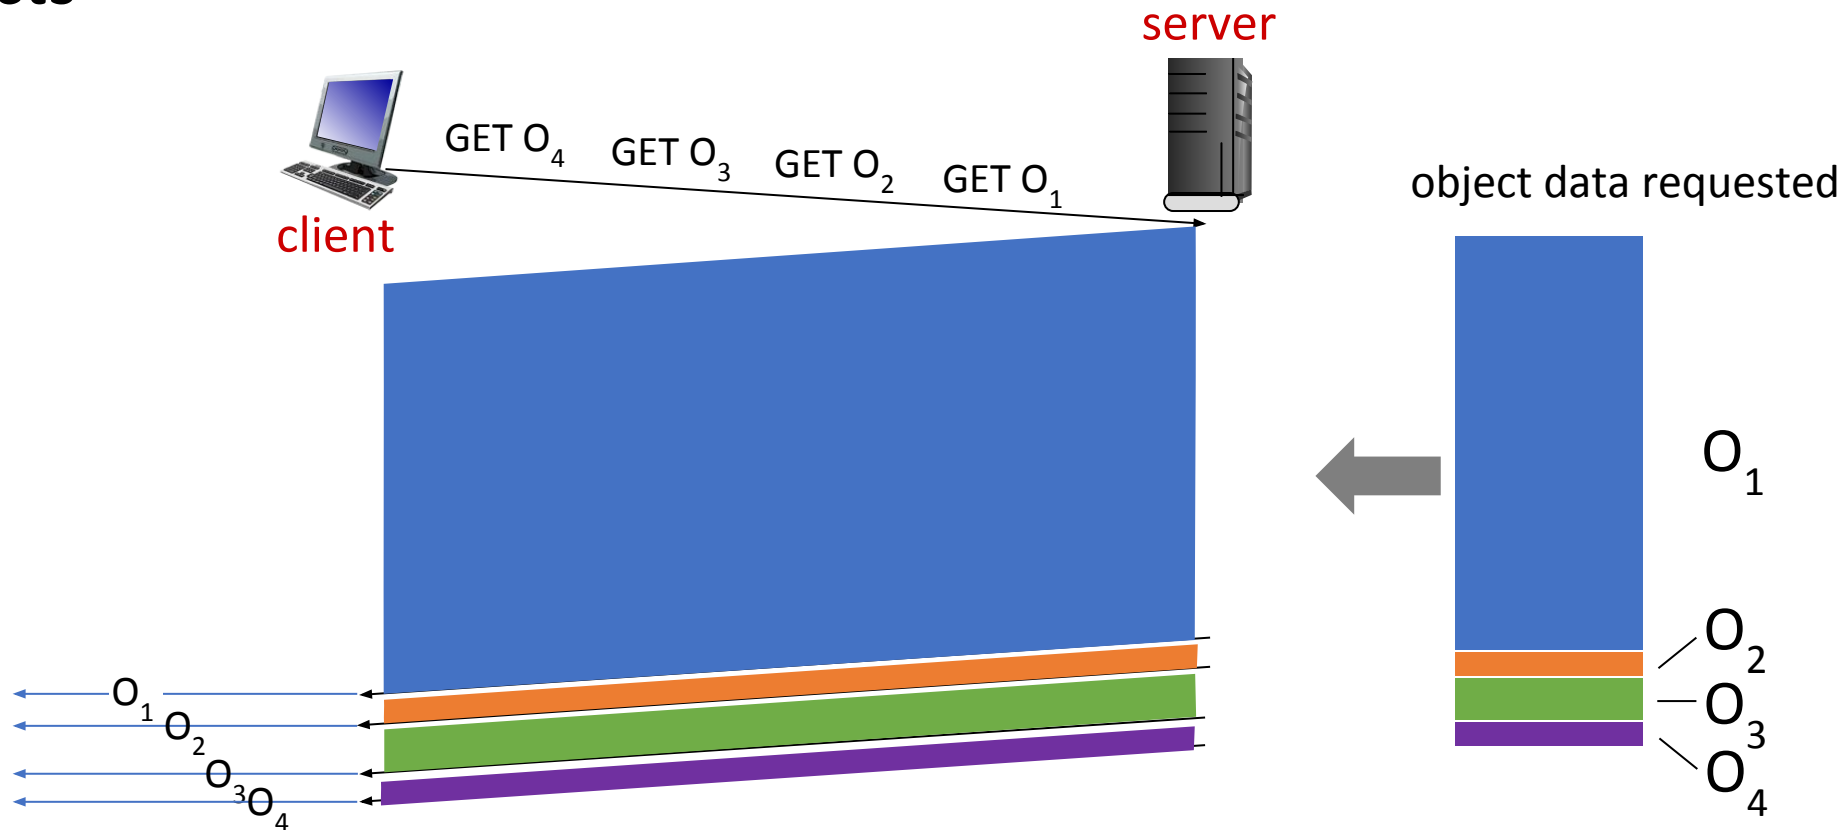 server
GET O4
GET O3
GET O2
GET O1
object data requested
client
O1
O2
O3
O4
O1
O2
O3
O4